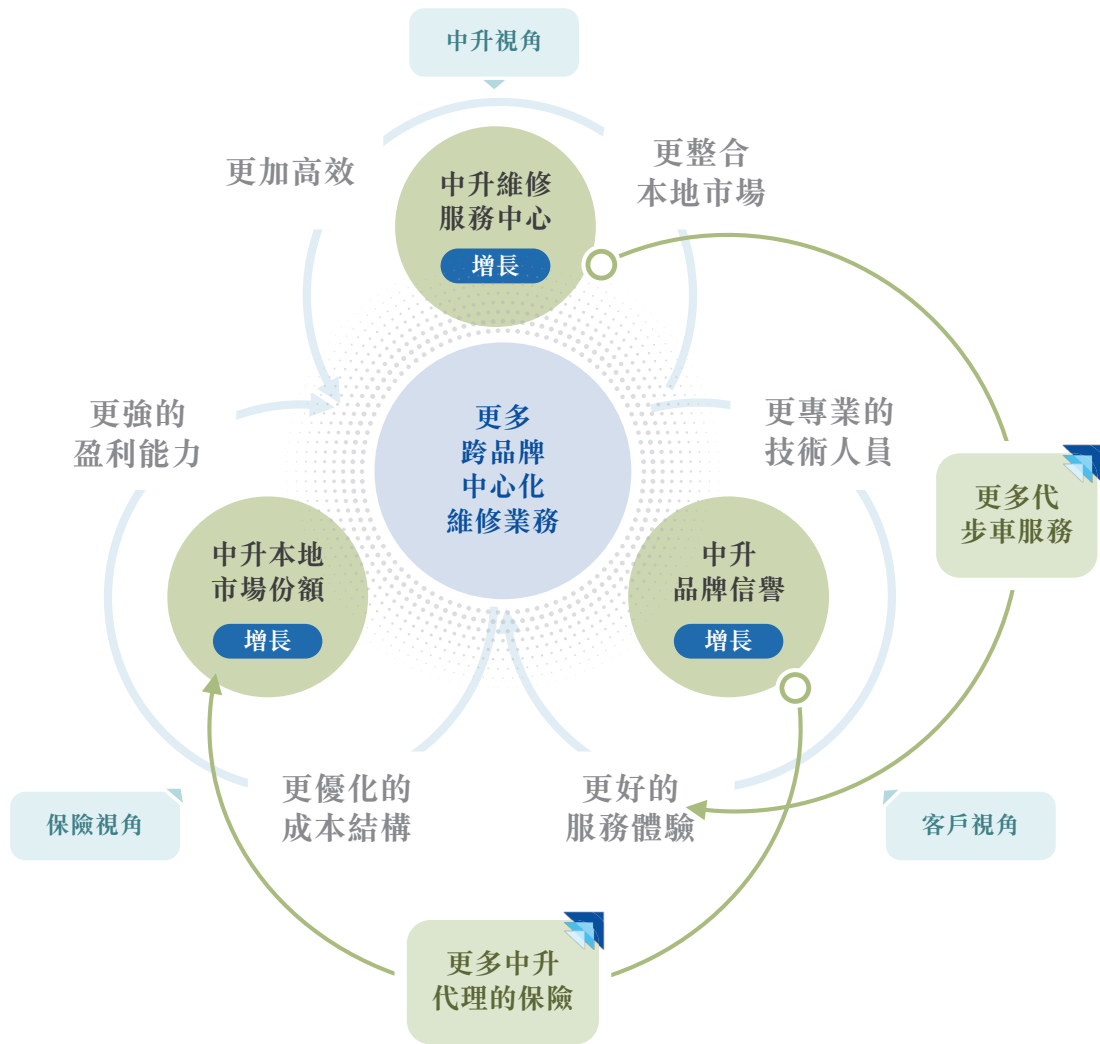 中升視角
更加高效
更整合
本地市場
中升維修
服務中心
增長
更強的
盈利能力
更多
跨品牌
中心化
維修業務
更專業的
技術人員
更多代
步車服務
中升本地
市場份額
增長
中升
品牌信譽
增長
保險視角
更優化的
成本結構
更好的
服務體驗
客戶視角
更多中升
代理的保險